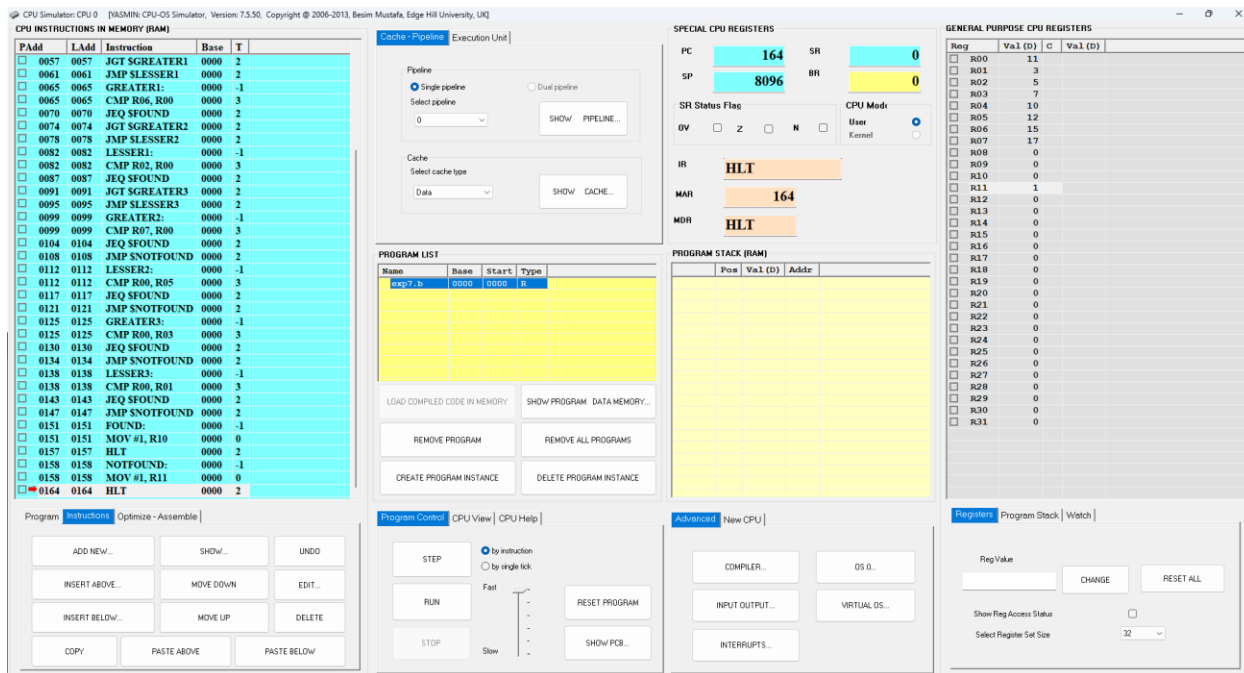 CPU Simulator: CPU 0 [YASMIN: CPU-OS Simulator, Version: 7.5.50, Copyright @ 2006-2013, Besim Mustafa, Edge Hill University, UK]
CPU INSTRUCTIONS IN MEMORY (RAM)
PAdd LAdd Instruction Base T
0057 0057 JGT $GREATER1 0000 2
0061 0061 JMP $LESSER1 0000 2
0065 0065 GREATER1: 0000 -1
0065 0065 CMP R06, R00 0000 3
0070 0070 JEQ $FOUND 0000 2
0074 0074 JGT $GREATER2 0000 2
0078 0078 JMP $LESSER2 0000 2
0082 0082 LESSER1: 0000 -1
0082 0082 CMP R02, R00 0000 3
0087 0087 JEQ $FOUND 0000 2
0091 0091 JGT $GREATER3 0000 2
0095 0095 JMP $LESSER3 0000 2
0099 0099 GREATER2: 0000 -1
0099 0099 CMP R07, R00 0000 3
0104 0104 JEQ $FOUND 0000 2
0108 0108 JMP $NOTFOUND 0000 2
0112 0112 LESSER2: 0000 -1
0112 0112 CMP R00, R05 0000 3
0117 0117 JEQ $FOUND 0000 2
0121 0121 JMP $NOTFOUND 0000 2
0125 0125 GREATER3: 0000 -1
0125 0125 CMP R00, R03 0000 3
0130 0130 JEQ $FOUND 0000 2
0134 0134 JMP $NOTFOUND 0000 2
0138 0138 LESSER3: 0000 -1
0138 0138 CMP R00, R01 0000 3
0143 0143 JEQ $FOUND 0000 2
0147 0147 JMP $NOTFOUND 0000 2
0151 0151 FOUND: 0000 -1
0151 0151 MOV #1, R10 0000 0
0157 0157 HLT 0000 2
0158 0158 NOTFOUND: 0000 -1
0158 0158 MOV #1, R11 0000 0
0164 0164 HLT 0000 2
Program Instructions Optimize - Assemble
ADD NEW... SHOW... UNDO
INSERT ABOVE... MOVE DOWN EDIT...
INSERT BELOW... MOVE UP DELETE
COPY PASTE ABOVE PASTE BELOW
Cache - Pipeline Execution Unit
Pipeline
Single pipeline Dual pipeline
Select pipeline
0 SHOW PIPELINE...
Cache
Select cache type
Data SHOW CACHE...
PROGRAM LIST
Name Base Start Type
exp7.b 0000 0000 R
LOAD COMPILED CODE IN MEMORY SHOW PROGRAM DATA MEMORY...
REMOVE PROGRAM REMOVE ALL PROGRAMS
CREATE PROGRAM INSTANCE DELETE PROGRAM INSTANCE
Program Control CPU View CPU Help
STEP by instruction
by single tick
Fast
RUN RESET PROGRAM
STOP Slow SHOW PCB...
SPECIAL CPU REGISTERS
PC 164 SR 0
SP 8096 BR 0
SR Status Flag CPU Mode
OV Z N User
Kernel
IR HLT
MAR 164
MDR HLT
PROGRAM STACK (RAM)
Pos Val (D) Addr
Advanced New CPU
COMPILER... OS 0...
INPUT OUTPUT... VIRTUAL OS...
INTERRUPTS...
GENERAL PURPOSE CPU REGISTERS
Reg Val (D) C Val (D)
R00 11
R01 3
R02 5
R03 7
R04 10
R05 12
R06 15
R07 17
R08 0
R09 0
R10 0
R11 1
R12 0
R13 0
R14 0
R15 0
R16 0
R17 0
R18 0
R19 0
R20 0
R21 0
R22 0
R23 0
R24 0
R25 0
R26 0
R27 0
R28 0
R29 0
R30 0
R31 0
Registers Program Stack Watch
Reg Value
CHANGE RESET ALL
Show Reg Access Status
Select Register Set Size 32